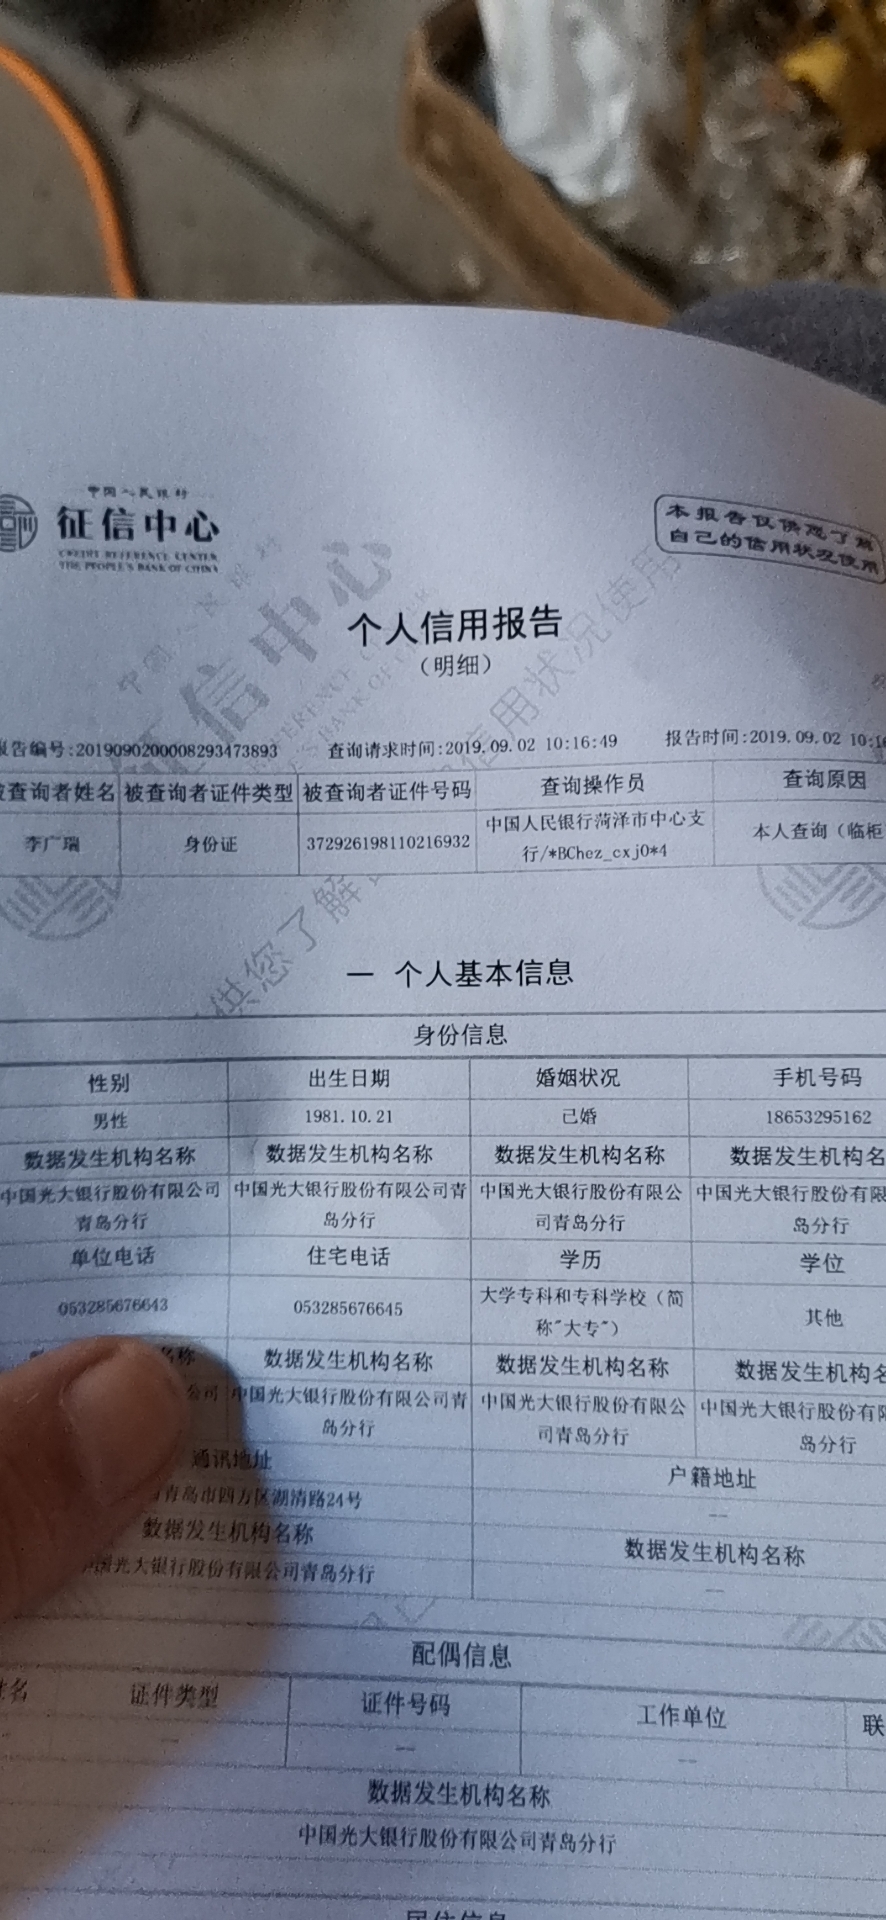 中国人民银行
征信中心
CREDIT REFERENCE CENTER
THE PEOPLE'S BANK OF CHINA
本报告仅供您了解
自己的信用状况使用
个人信用报告
（明细）
报告编号:2019090200008293473893 查询请求时间:2019.09.02 10:16:49 报告时间:2019.09.02 10:16
被查询者姓名 被查询者证件类型 被查询者证件号码 查询操作员 查询原因
李广瑞 身份证 372926198110216932 中国人民银行菏泽市中心支 本人查询（临柜
行/*BChez_cxj0*4
一 个人基本信息
身份信息
性别 出生日期 婚姻状况 手机号码
男性 1981.10.21 已婚 18653295162
数据发生机构名称 数据发生机构名称 数据发生机构名称 数据发生机构名
中国光大银行股份有限公司 中国光大银行股份有限公司青 中国光大银行股份有限公 中国光大银行股份有限
青岛分行 岛分行 司青岛分行 岛分行
单位电话 住宅电话 学历 学位
053285676643 053285676645 大学专科和专科学校（简 其他
称"大专"）
名称 数据发生机构名称 数据发生机构名称 数据发生机构名
公司 中国光大银行股份有限公司青 中国光大银行股份有限公 中国光大银行股份有限
岛分行 司青岛分行 岛分行
通讯地址 户籍地址
青岛市四方区湖清路24号 --
数据发生机构名称 数据发生机构名称
中国光大银行股份有限公司青岛分行 --
配偶信息
姓名 证件类型 证件号码 工作单位 联
-- -- -- --
数据发生机构名称
中国光大银行股份有限公司青岛分行
居住信息